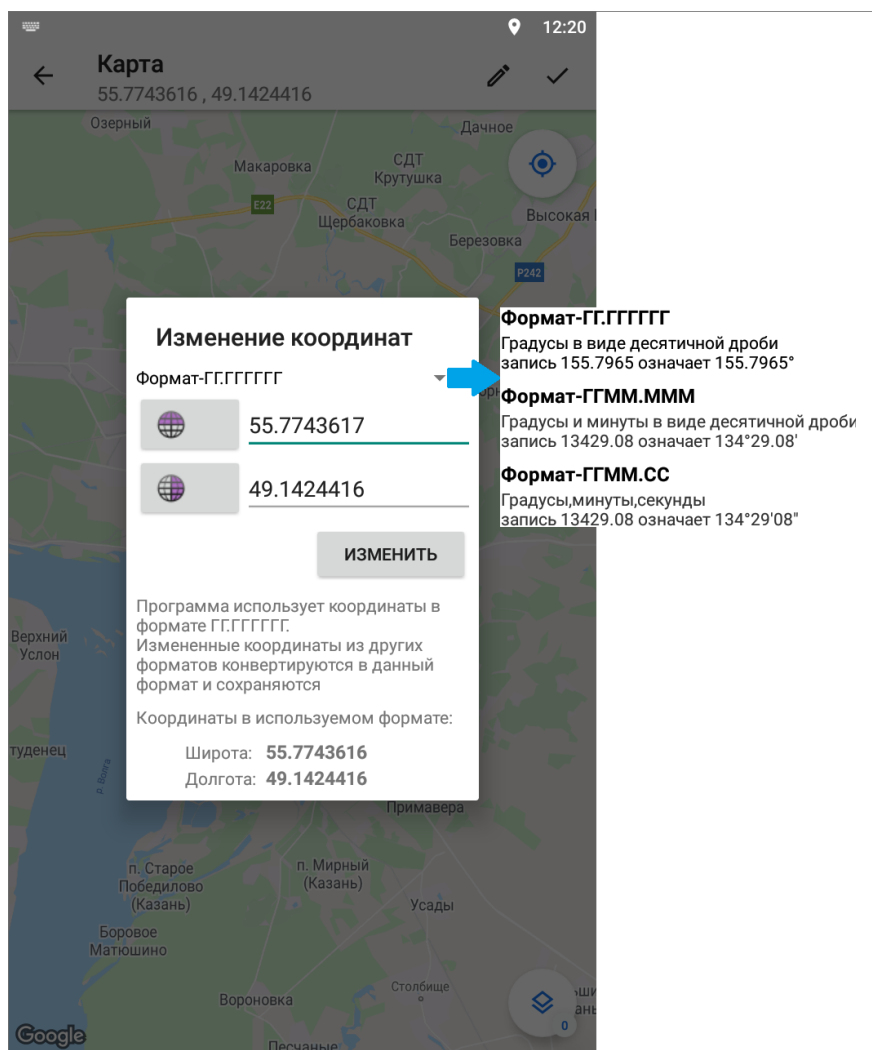 12:20
Карта
55.7743616 , 49.1424416
Озерный
Дачное
Макаровка
СДТ
Крутушка
E22
СДТ
Щербаковка
Высокая
Березовка
P242
Изменение координат
Формат-ГГ.ГГГГГГ
55.7743617
49.1424416
ИЗМЕНИТЬ
Программа использует координаты в
формате ГГ.ГГГГГГ.
Измененные координаты из других
форматов конвертируются в данный
формат и сохраняются
Координаты в используемом формате:
Широта: 55.7743616
Долгота: 49.1424416
Формат-ГГ.ГГГГГГ
Градусы в виде десятичной дроби
запись 155.7965 означает 155.7965°
Формат-ГГММ.МММ
Градусы и минуты в виде десятичной дроби
запись 13429.08 означает 134°29.08'
Формат-ГГММ.СС
Градусы,минуты,секунды
запись 13429.08 означает 134°29'08"
Верхний
Услон
туденец
р. Волга
Примавера
п. Старое
Победилово
(Казань)
п. Мирный
(Казань)
Усады
Боровое
Матюшино
Столбище
Вороновка
0
Google
Песчаные